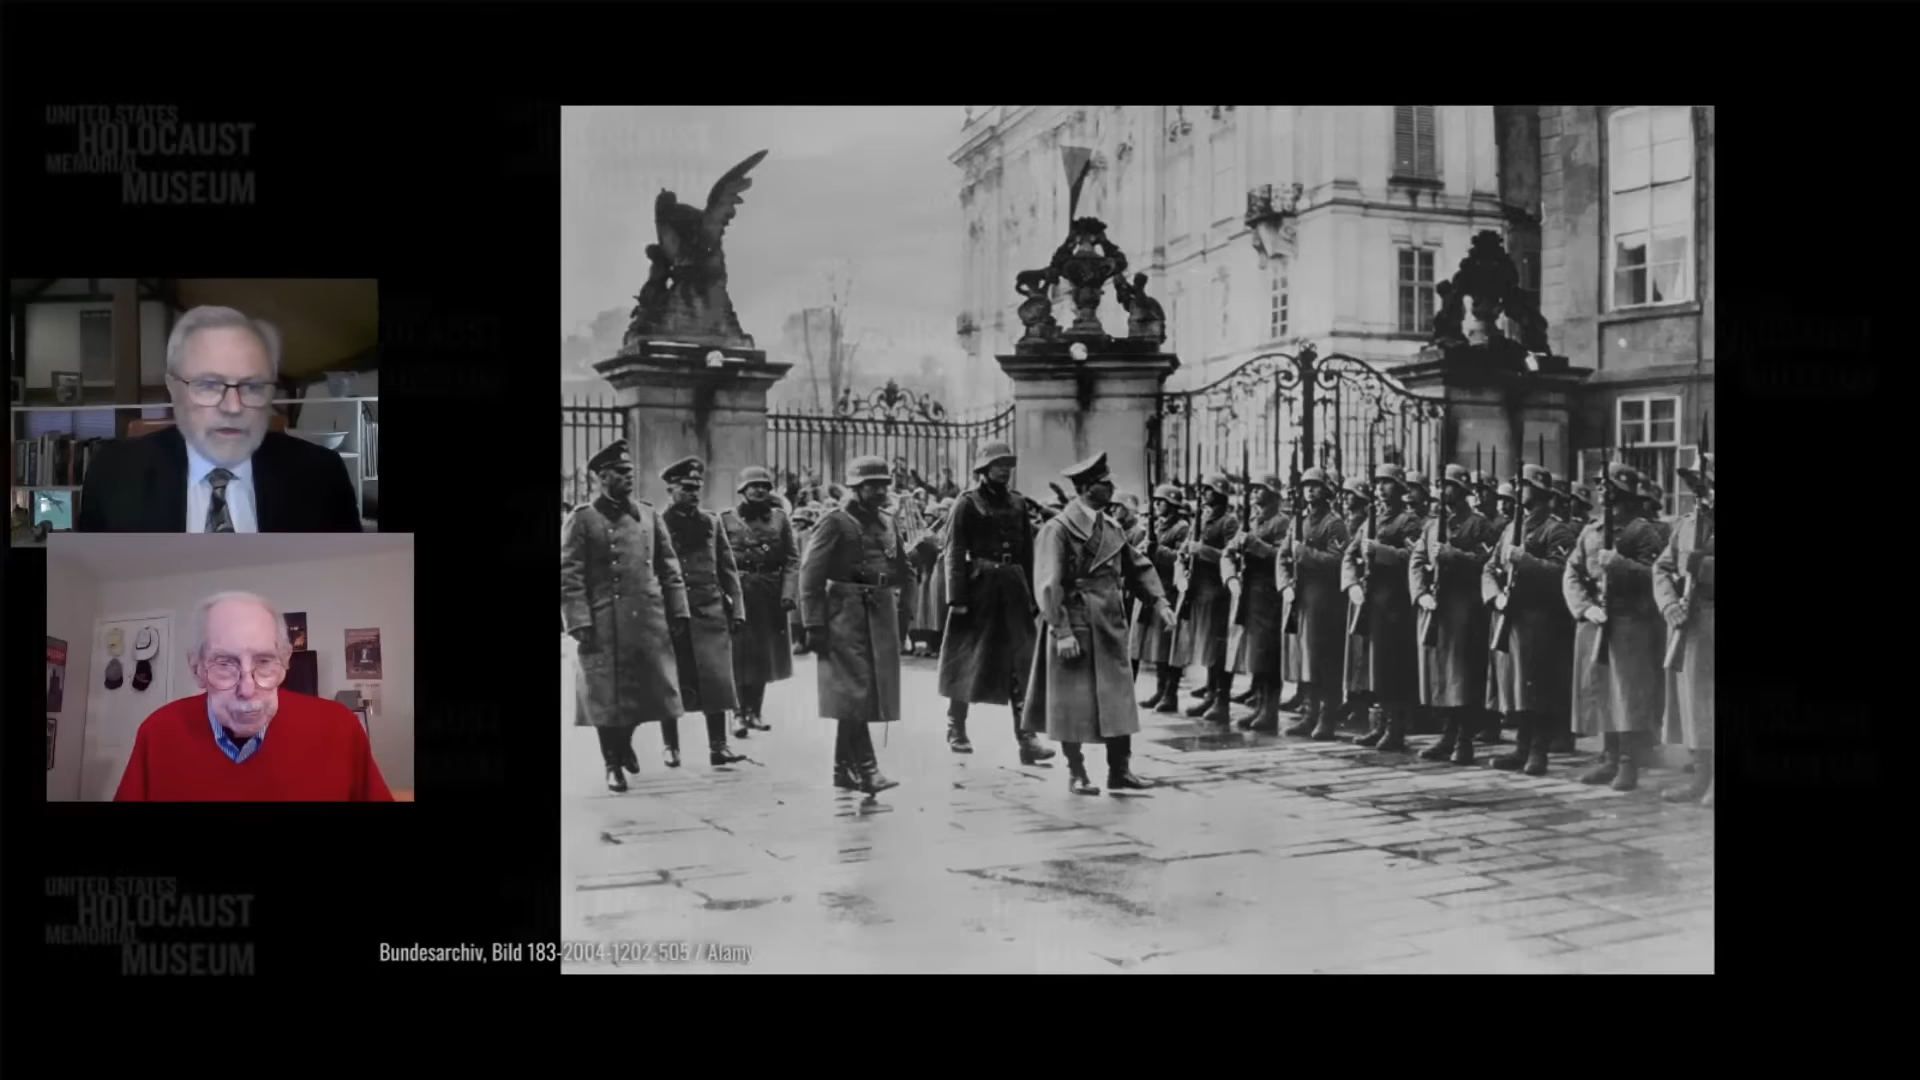 UNITED STATES
HOLOCAUST
MEMORIAL
MUSEUM
UNITED STATES
HOLOCAUST
MEMORIAL
MUSEUM
Bundesarchiv, Bild 183-2004-1202-505 / Alamy